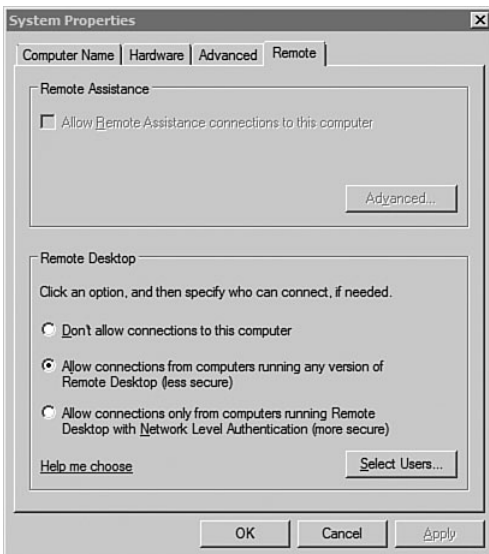 System Properties
Computer Name
Hardware
Advanced
Remote
Remote Assistance
Allow Remote Assistance connections to this computer
Advanced...
Remote Desktop
Click an option, and then specify who can connect, if needed.
Don't allow connections to this computer
Allow connections from computers running any version of
Remote Desktop (less secure)
Allow connections only from computers running Remote
Desktop with Network Level Authentication (more secure)
Help me choose
Select Users...
OK
Cancel
Apply